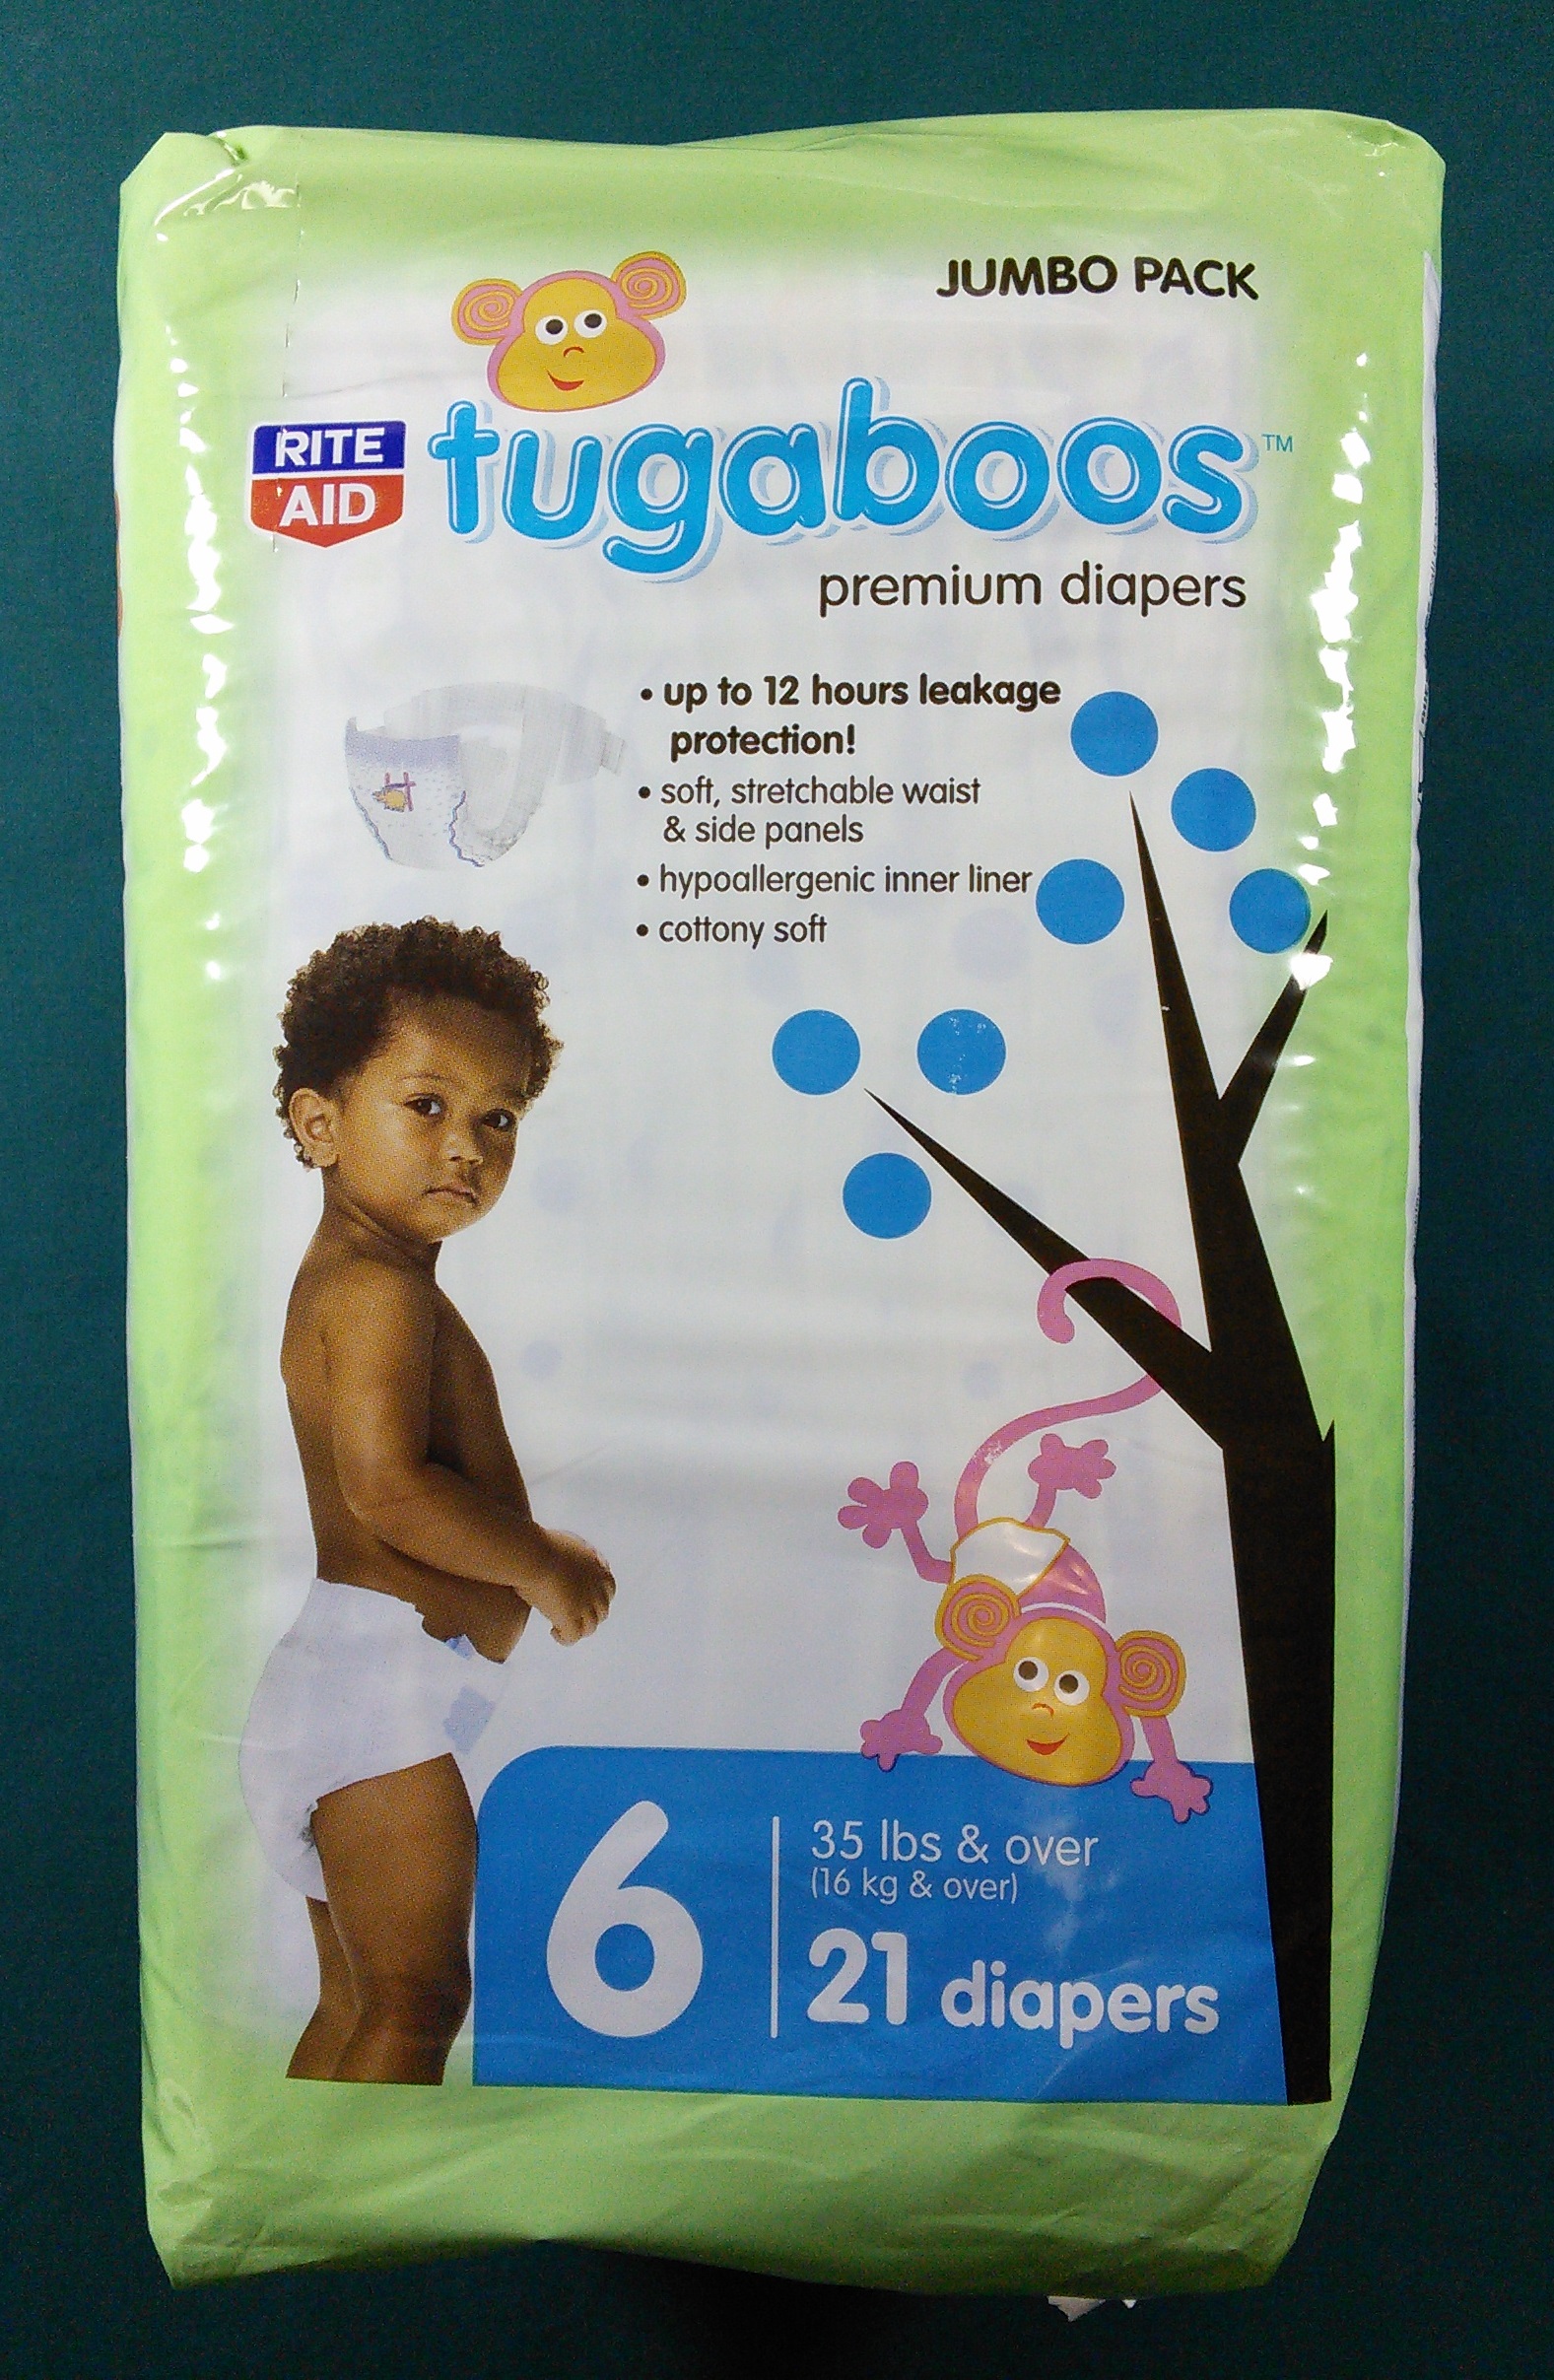 JUMBO PACK
RITE
AID
tugaboos™
premium diapers
• up to 12 hours leakage
protection!
• soft, stretchable waist
& side panels
• hypoallergenic inner liner
• cottony soft
6
35 lbs & over
(16 kg & over)
21 diapers